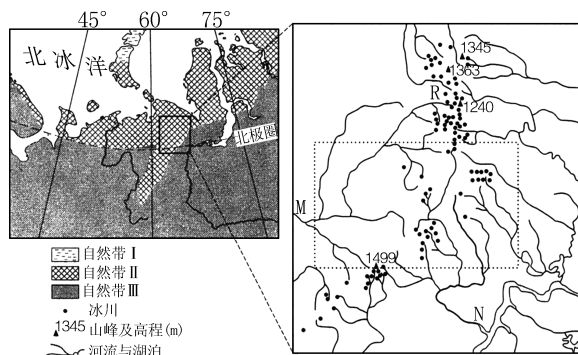 45° 60° 75°
北冰洋
北极圈
自然带Ⅰ
自然带Ⅱ
自然带Ⅲ
冰川
1345 山峰及高程(m)
河流与湖泊
1345
1363
R
1240
M
1499
N